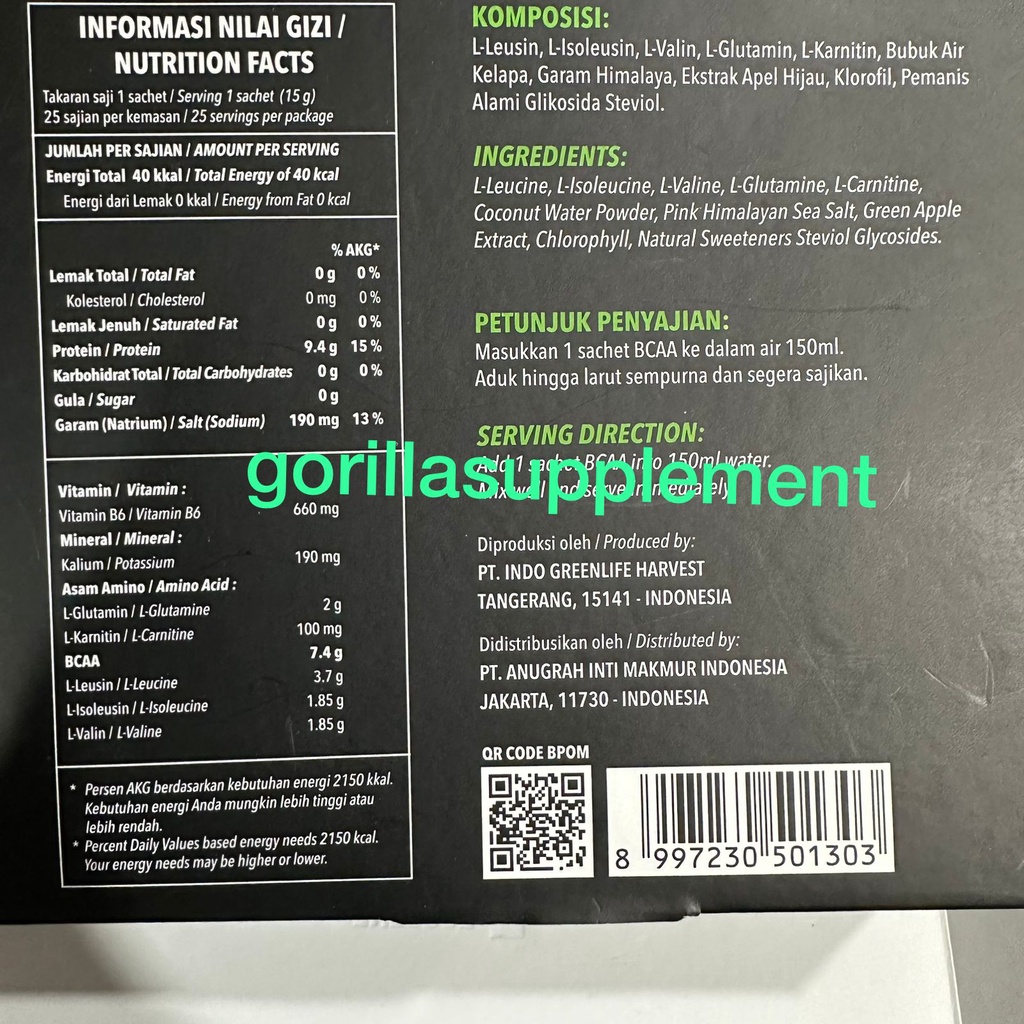 INFORMASI NILAI GIZI /
NUTRITION FACTS
Takaran saji 1 sachet / Serving 1 sachet (15 g)
25 sajian per kemasan / 25 servings per package
JUMLAH PER SAJIAN / AMOUNT PER SERVING
Energi Total 40 kkal / Total Energy of 40 kcal
Energi dari Lemak 0 kkal / Energy from Fat 0 kcal
% AKG*
Lemak Total / Total Fat 0 g 0 %
Kolesterol / Cholesterol 0 mg 0 %
Lemak Jenuh / Saturated Fat 0 g 0 %
Protein / Protein 9.4 g 15 %
Karbohidrat Total / Total Carbohydrates 0 g 0 %
Gula / Sugar 0 g
Garam (Natrium) / Salt (Sodium) 190 mg 13 %
Vitamin / Vitamin :
Vitamin B6 / Vitamin B6 660 mg
Mineral / Mineral :
Kalium / Potassium 190 mg
Asam Amino / Amino Acid :
L-Glutamin / L-Glutamine 2 g
L-Karnitin / L-Carnitine 100 mg
BCAA 7.4 g
L-Leusin / L-Leucine 3.7 g
L-Isoleusin / L-Isoleucine 1.85 g
L-Valin / L-Valine 1.85 g
* Persen AKG berdasarkan kebutuhan energi 2150 kkal.
Kebutuhan energi Anda mungkin lebih tinggi atau
lebih rendah.
* Percent Daily Values based energy needs 2150 kcal.
Your energy needs may be higher or lower.
KOMPOSISI:
L-Leusin, L-Isoleusin, L-Valin, L-Glutamin, L-Karnitin, Bubuk Air
Kelapa, Garam Himalaya, Ekstrak Apel Hijau, Klorofil, Pemanis
Alami Glikosida Steviol.
INGREDIENTS:
L-Leucine, L-Isoleucine, L-Valine, L-Glutamine, L-Carnitine,
Coconut Water Powder, Pink Himalayan Sea Salt, Green Apple
Extract, Chlorophyll, Natural Sweeteners Steviol Glycosides.
PETUNJUK PENYAJIAN:
Masukkan 1 sachet BCAA ke dalam air 150ml.
Aduk hingga larut sempurna dan segera sajikan.
SERVING DIRECTION:
Add 1 sachet BCAA into 150ml water.
Mix well and serve immediately.
gorillasupplement
Diproduksi oleh / Produced by:
PT. INDO GREENLIFE HARVEST
TANGERANG, 15141 - INDONESIA
Didistribusikan oleh / Distributed by:
PT. ANUGRAH INTI MAKMUR INDONESIA
JAKARTA, 11730 - INDONESIA
QR CODE BPOM
8 997230 501303